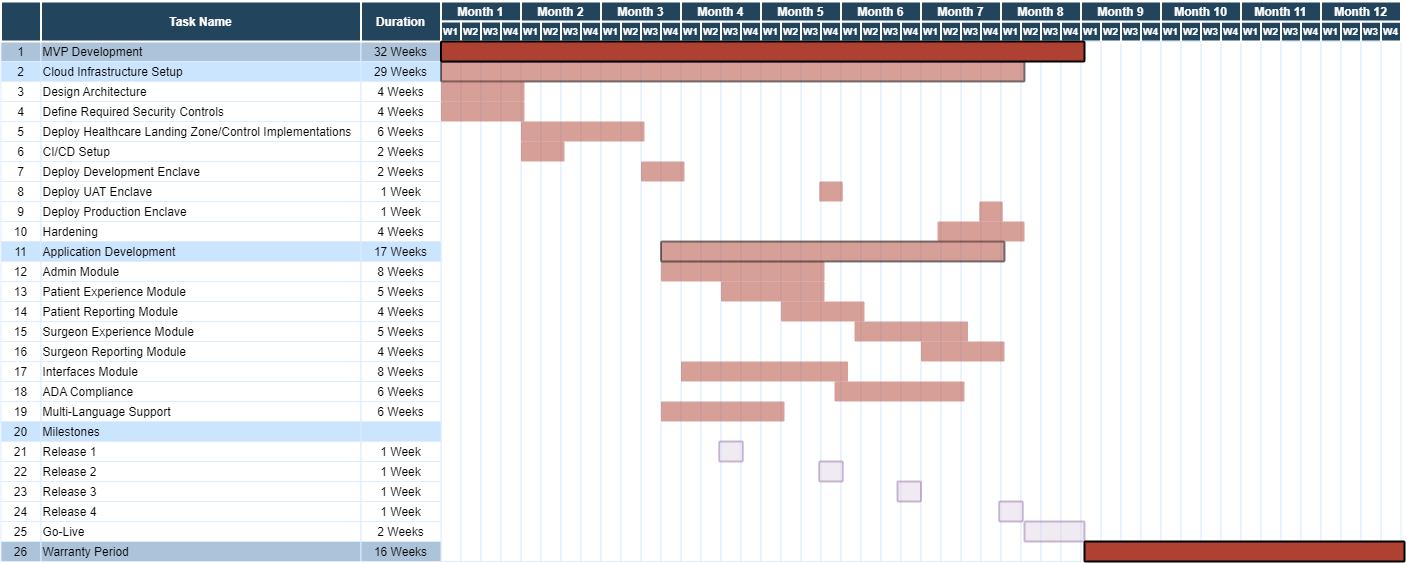 Task Name Duration Month 1 Month 2 Month 3 Month 4 Month 5 Month 6 Month 7 Month 8 Month 9 Month 10 Month 11 Month 12
W1 W2 W3 W4 W1 W2 W3 W4 W1 W2 W3 W4 W1 W2 W3 W4 W1 W2 W3 W4 W1 W2 W3 W4 W1 W2 W3 W4 W1 W2 W3 W4 W1 W2 W3 W4 W1 W2 W3 W4 W1 W2 W3 W4 W1 W2 W3 W4
1 MVP Development 32 Weeks
2 Cloud Infrastructure Setup 29 Weeks
3 Design Architecture 4 Weeks
4 Define Required Security Controls 4 Weeks
5 Deploy Healthcare Landing Zone/Control Implementations 6 Weeks
6 CI/CD Setup 2 Weeks
7 Deploy Development Enclave 2 Weeks
8 Deploy UAT Enclave 1 Week
9 Deploy Production Enclave 1 Week
10 Hardening 4 Weeks
11 Application Development 17 Weeks
12 Admin Module 8 Weeks
13 Patient Experience Module 5 Weeks
14 Patient Reporting Module 4 Weeks
15 Surgeon Experience Module 5 Weeks
16 Surgeon Reporting Module 4 Weeks
17 Interfaces Module 8 Weeks
18 ADA Compliance 6 Weeks
19 Multi-Language Support 6 Weeks
20 Milestones
21 Release 1 1 Week
22 Release 2 1 Week
23 Release 3 1 Week
24 Release 4 1 Week
25 Go-Live 2 Weeks
26 Warranty Period 16 Weeks